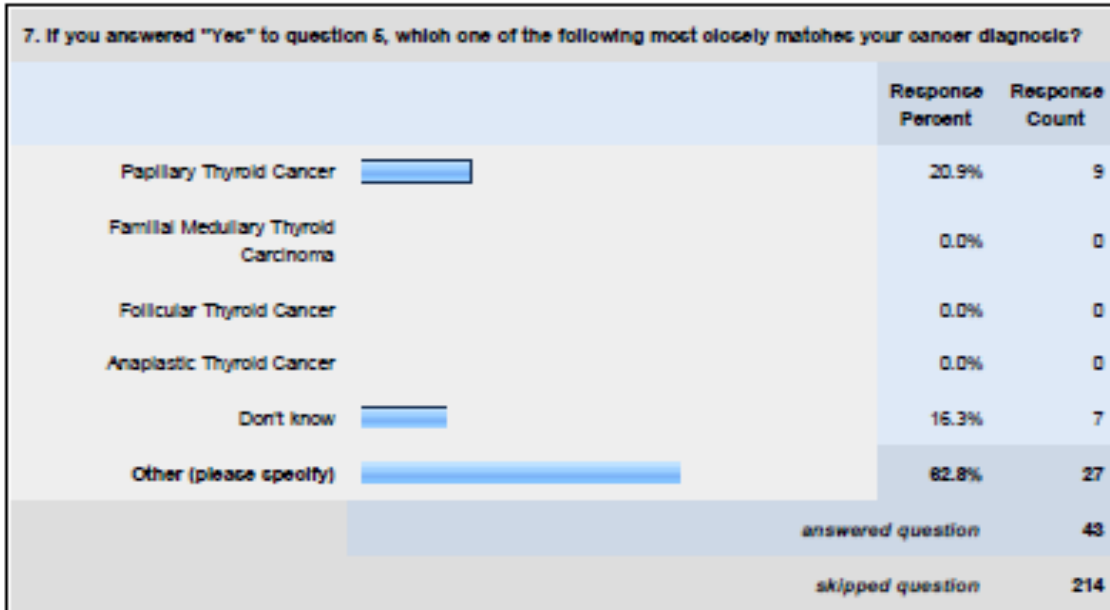 7. If you answered "Yes" to question 5, which one of the following most closely matches your cancer diagnosis?
Response Percent Response Count
Papillary Thyroid Cancer 20.9% 9
Familial Medullary Thyroid Carcinoma 0.0% 0
Follicular Thyroid Cancer 0.0% 0
Anaplastic Thyroid Cancer 0.0% 0
Don't know 16.3% 7
Other (please specify) 62.8% 27
answered question 43
skipped question 214